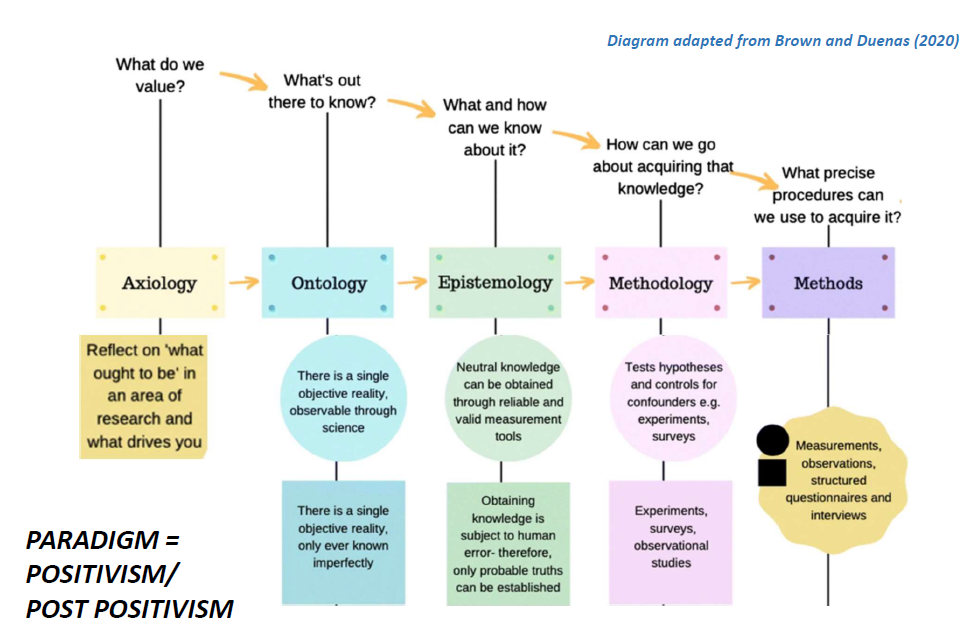 Diagram adapted from Brown and Duenas (2020)
What do we
value?
What's out
there to know?
What and how
can we know
about it?
How can we go
about acquiring that
knowledge?
What precise
procedures can
we use to acquire it?
Axiology
Ontology
Epistemology
Methodology
Methods
Reflect on 'what
ought to be' in
an area of
research and
what drives you
There is a single
objective reality,
observable through
science
Neutral knowledge
can be obtained
through reliable and
valid measurement
tools
Tests hypotheses
and controls for
confounders e.g.
experiments,
surveys
Measurements,
observations,
structured
questionnaires and
interviews
There is a single
objective reality,
only ever known
imperfectly
Obtaining
knowledge is
subject to human
error- therefore,
only probable truths
can be established
Experiments,
surveys,
observational
studies
PARADIGM =
POSITIVISM/
POST POSITIVISM